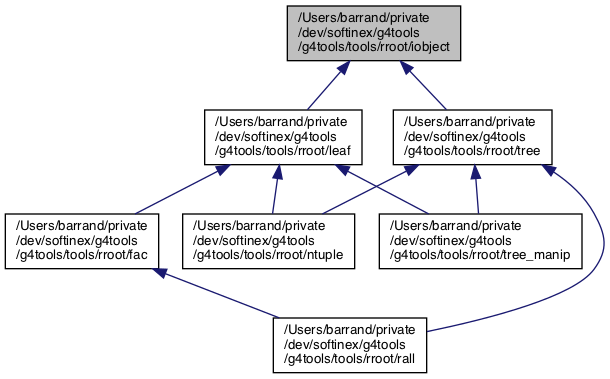 /Users/barrand/private
/dev/softinex/g4tools
/g4tools/tools/rroot/iobject
/Users/barrand/private
/dev/softinex/g4tools
/g4tools/tools/rroot/leaf
/Users/barrand/private
/dev/softinex/g4tools
/g4tools/tools/rroot/tree
/Users/barrand/private
/dev/softinex/g4tools
/g4tools/tools/rroot/fac
/Users/barrand/private
/dev/softinex/g4tools
/g4tools/tools/rroot/ntuple
/Users/barrand/private
/dev/softinex/g4tools
/g4tools/tools/rroot/tree_manip
/Users/barrand/private
/dev/softinex/g4tools
/g4tools/tools/rroot/rall